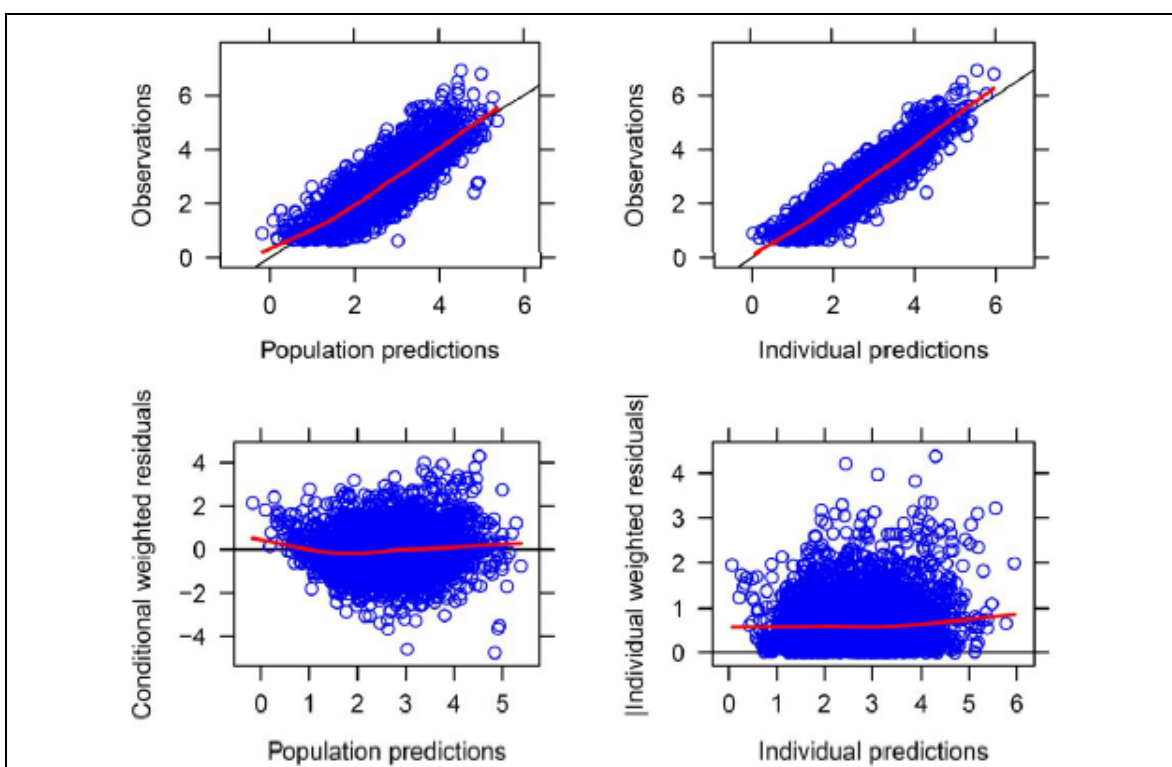 6
4
2
0
Observations
0 2 4 6
Population predictions
6
4
2
0
Observations
0 2 4 6
Individual predictions
4
2
0
−2
−4
Conditional weighted residuals
0 1 2 3 4 5
Population predictions
4
3
2
1
0
|Individual weighted residuals|
0 1 2 3 4 5 6
Individual predictions